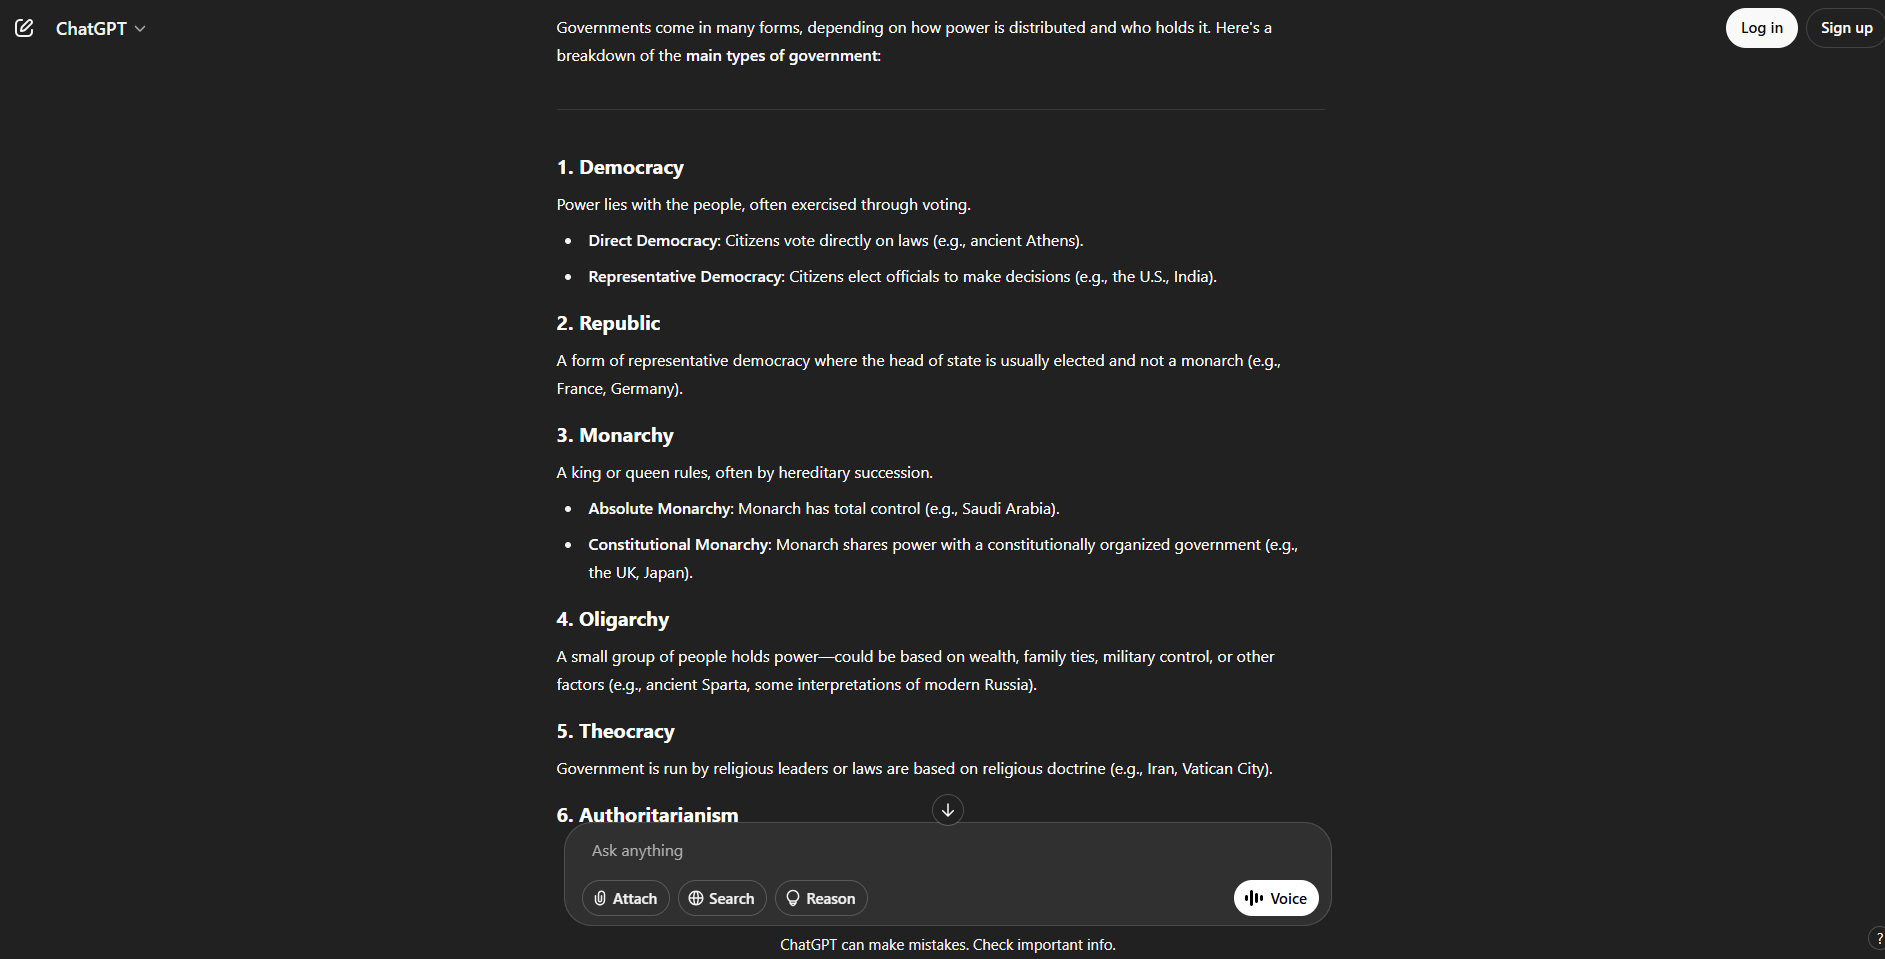 ChatGPT
Log in
Sign up
Governments come in many forms, depending on how power is distributed and who holds it. Here's a
breakdown of the main types of government:
1. Democracy
Power lies with the people, often exercised through voting.
• Direct Democracy: Citizens vote directly on laws (e.g., ancient Athens).
• Representative Democracy: Citizens elect officials to make decisions (e.g., the U.S., India).
2. Republic
A form of representative democracy where the head of state is usually elected and not a monarch (e.g.,
France, Germany).
3. Monarchy
A king or queen rules, often by hereditary succession.
• Absolute Monarchy: Monarch has total control (e.g., Saudi Arabia).
• Constitutional Monarchy: Monarch shares power with a constitutionally organized government (e.g.,
the UK, Japan).
4. Oligarchy
A small group of people holds power—could be based on wealth, family ties, military control, or other
factors (e.g., ancient Sparta, some interpretations of modern Russia).
5. Theocracy
Government is run by religious leaders or laws are based on religious doctrine (e.g., Iran, Vatican City).
6. Authoritarianism
Ask anything
Attach
Search
Reason
Voice
ChatGPT can make mistakes. Check important info.
?